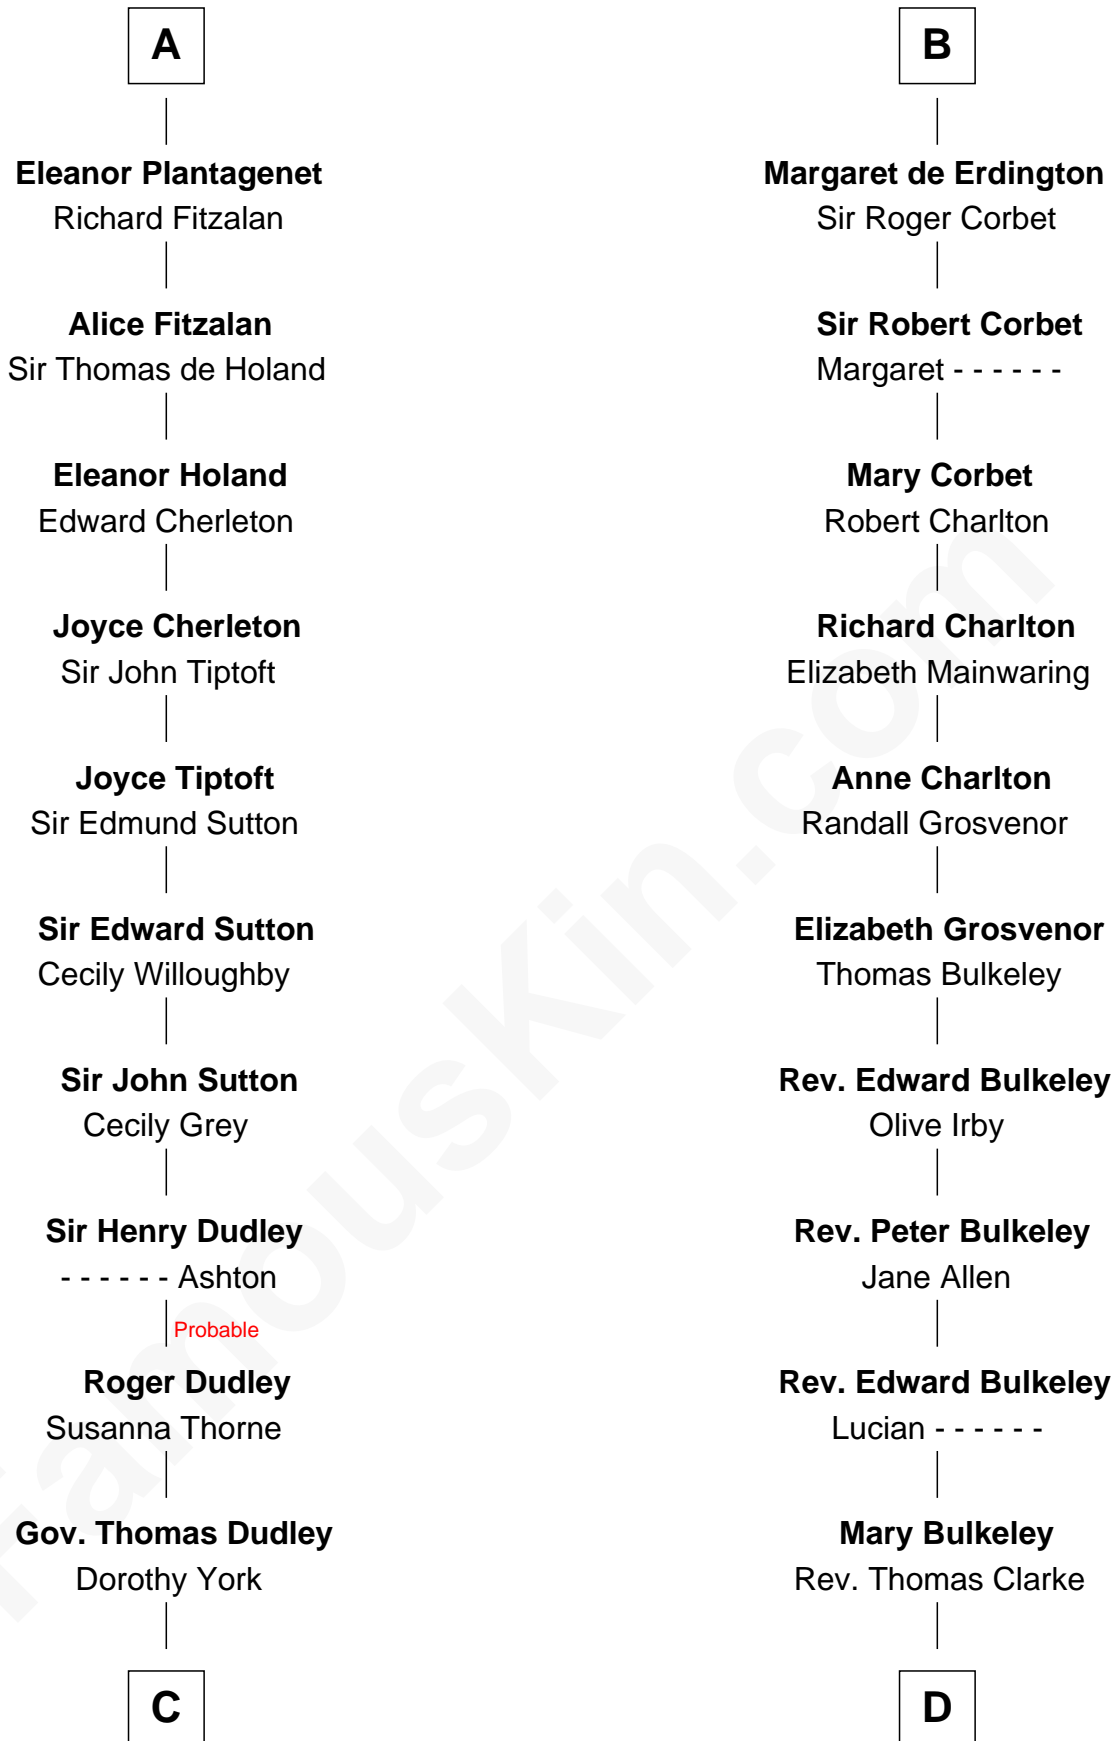 A
Eleanor Plantagenet
Richard Fitzalan
Alice Fitzalan
Sir Thomas de Holand
Eleanor Holand
Edward Cherleton
Joyce Cherleton
Sir John Tiptoft
Joyce Tiptoft
Sir Edmund Sutton
Sir Edward Sutton
Cecily Willoughby
Sir John Sutton
Cecily Grey
Sir Henry Dudley
- - - - - - Ashton
Probable
Roger Dudley
Susanna Thorne
Gov. Thomas Dudley
Dorothy York
C
B
Margaret de Erdington
Sir Roger Corbet
Sir Robert Corbet
Margaret - - - - - -
Mary Corbet
Robert Charlton
Richard Charlton
Elizabeth Mainwaring
Anne Charlton
Randall Grosvenor
Elizabeth Grosvenor
Thomas Bulkeley
Rev. Edward Bulkeley
Olive Irby
Rev. Peter Bulkeley
Jane Allen
Rev. Edward Bulkeley
Lucian - - - - - -
Mary Bulkeley
Rev. Thomas Clarke
D
FamousKin.com